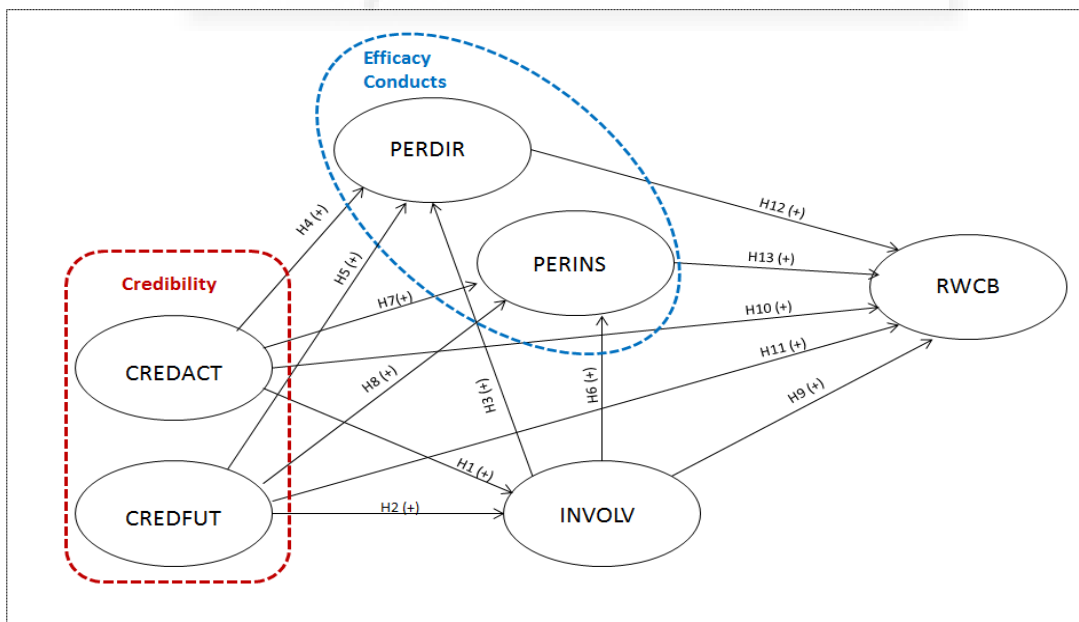 Efficacy
Conducts
PERDIR
H12 (+)
H4 (+)
H5 (+)
PERINS
H13 (+)
RWCB
Credibility
H7(+)
H10 (+)
CREDACT
H8 (+)
H3(+)
H6 (+)
H11 (+)
H9 (+)
H1 (+)
CREDFUT
H2 (+)
INVOLV